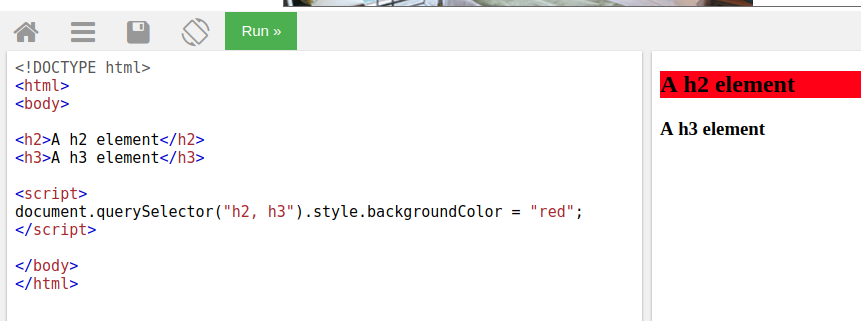 Run »
<!DOCTYPE html>
<html>
<body>
<h2>A h2 element</h2>
<h3>A h3 element</h3>
<script>
document.querySelector("h2, h3").style.backgroundColor = "red";
</script>
</body>
</html>
A h2 element
A h3 element